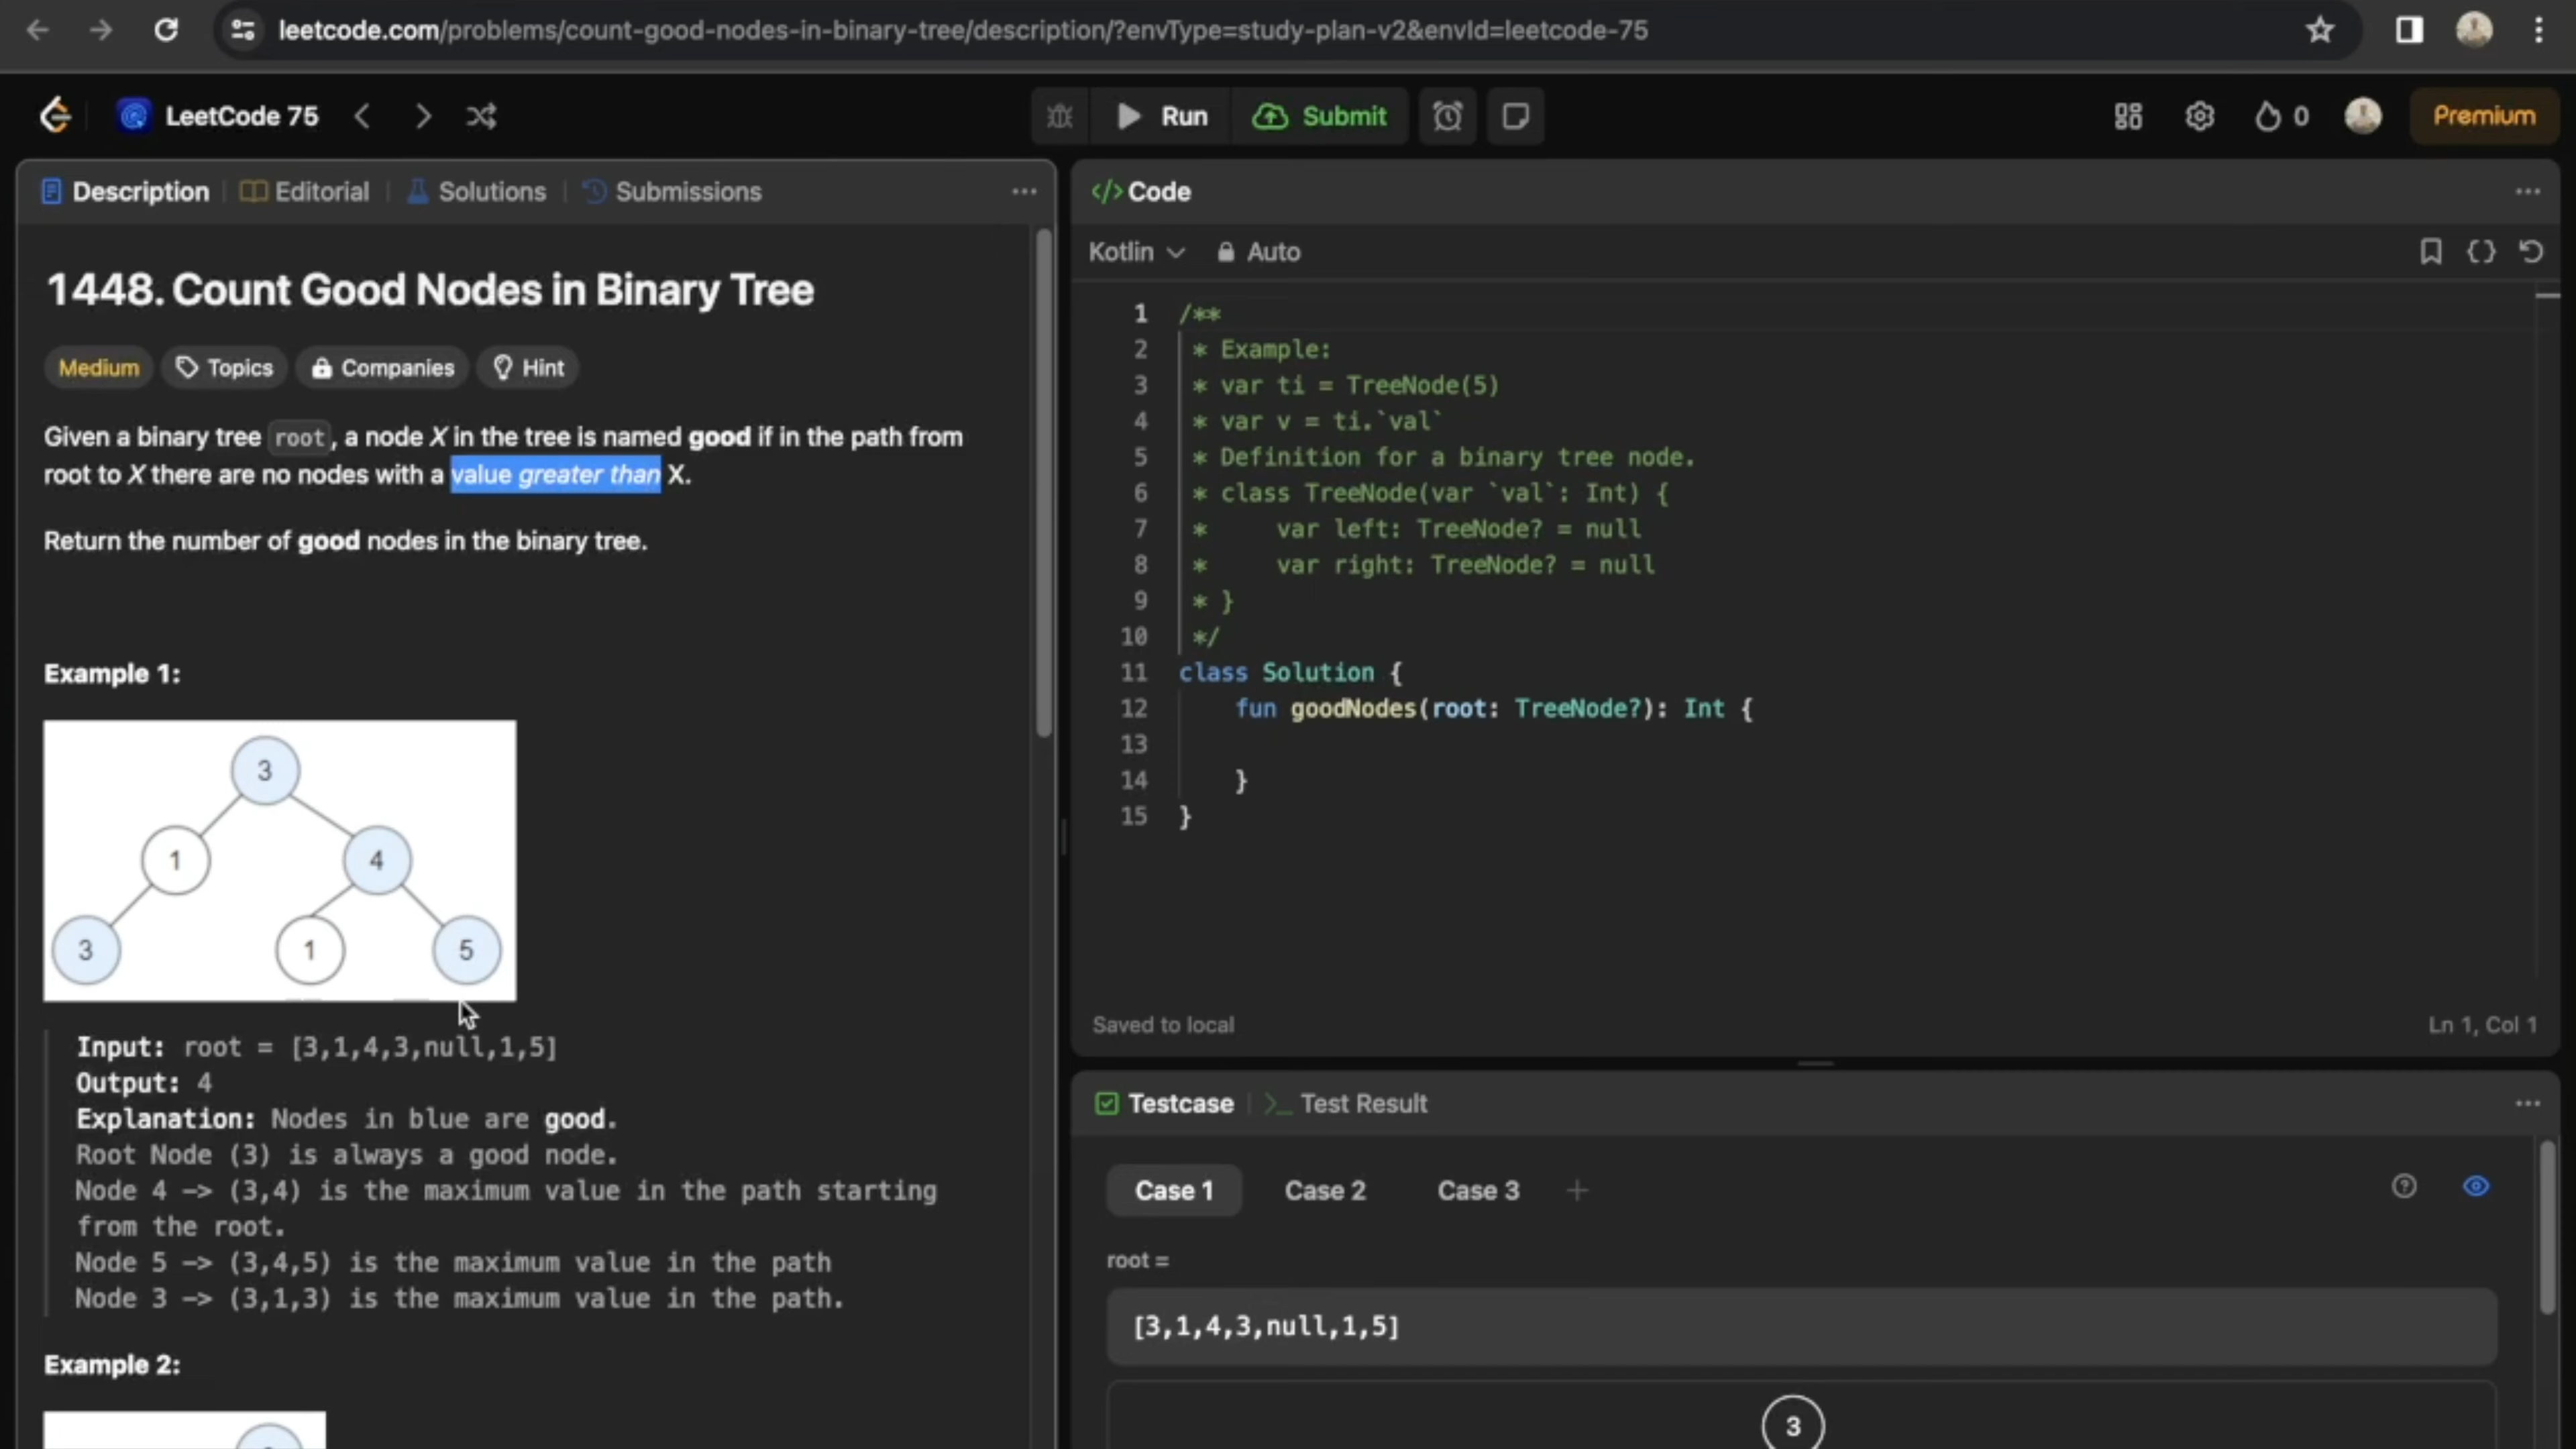 leetcode.com/problems/count-good-nodes-in-binary-tree/description/?envType=study-plan-v2&envId=leetcode-75
LeetCode 75
Run
Submit
0
Premium
Description
Editorial
Solutions
Submissions
1448. Count Good Nodes in Binary Tree
Medium
Topics
Companies
Hint
Given a binary tree root, a node X in the tree is named good if in the path from
root to X there are no nodes with a value greater than X.
Return the number of good nodes in the binary tree.
Example 1:
3
1
4
3
1
5
Input: root = [3,1,4,3,null,1,5]
Output: 4
Explanation: Nodes in blue are good.
Root Node (3) is always a good node.
Node 4 -> (3,4) is the maximum value in the path starting
from the root.
Node 5 -> (3,4,5) is the maximum value in the path
Node 3 -> (3,1,3) is the maximum value in the path.
Example 2:
</> Code
Kotlin
Auto
1 /**
2 * Example:
3 * var ti = TreeNode(5)
4 * var v = ti.`val`
5 * Definition for a binary tree node.
6 * class TreeNode(var `val`: Int) {
7 *     var left: TreeNode? = null
8 *     var right: TreeNode? = null
9 * }
10 */
11 class Solution {
12     fun goodNodes(root: TreeNode?): Int {
13
14     }
15 }
Saved to local
Ln 1, Col 1
Testcase
Test Result
Case 1
Case 2
Case 3
root =
[3,1,4,3,null,1,5]
3